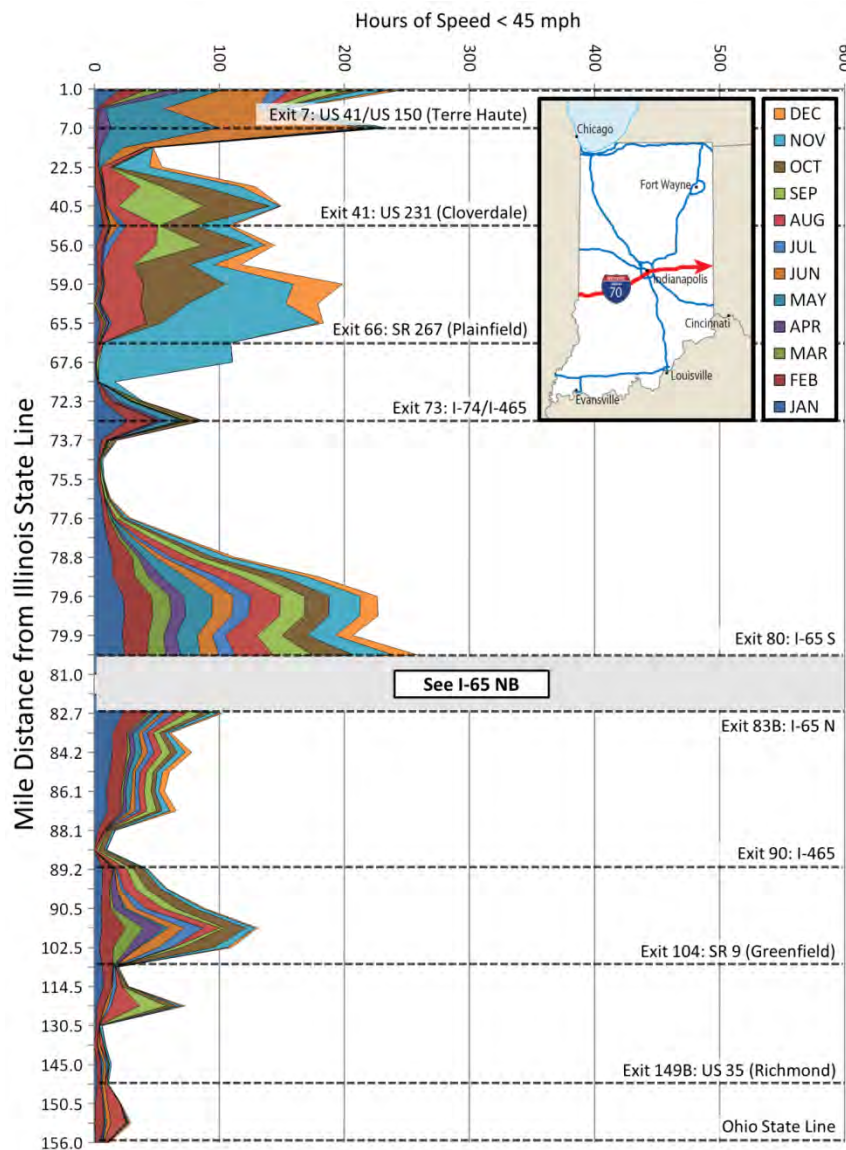 Hours of Speed < 45 mph
0
100
200
300
400
500
600
Mile Distance from Illinois State Line
1.0
7.0
22.5
40.5
56.0
59.0
65.5
67.6
72.3
73.7
75.5
77.6
78.8
79.6
79.9
81.0
82.7
84.2
86.1
88.1
89.2
90.5
102.5
114.5
130.5
145.0
150.5
156.0
Exit 7: US 41/US 150 (Terre Haute)
Exit 41: US 231 (Cloverdale)
Exit 66: SR 267 (Plainfield)
Exit 73: I-74/I-465
Exit 80: I-65 S
See I-65 NB
Exit 83B: I-65 N
Exit 90: I-465
Exit 104: SR 9 (Greenfield)
Exit 149B: US 35 (Richmond)
Ohio State Line
Chicago
Fort Wayne
Indianapolis
70
Cincinnati
Louisville
Evansville
DEC
NOV
OCT
SEP
AUG
JUL
JUN
MAY
APR
MAR
FEB
JAN